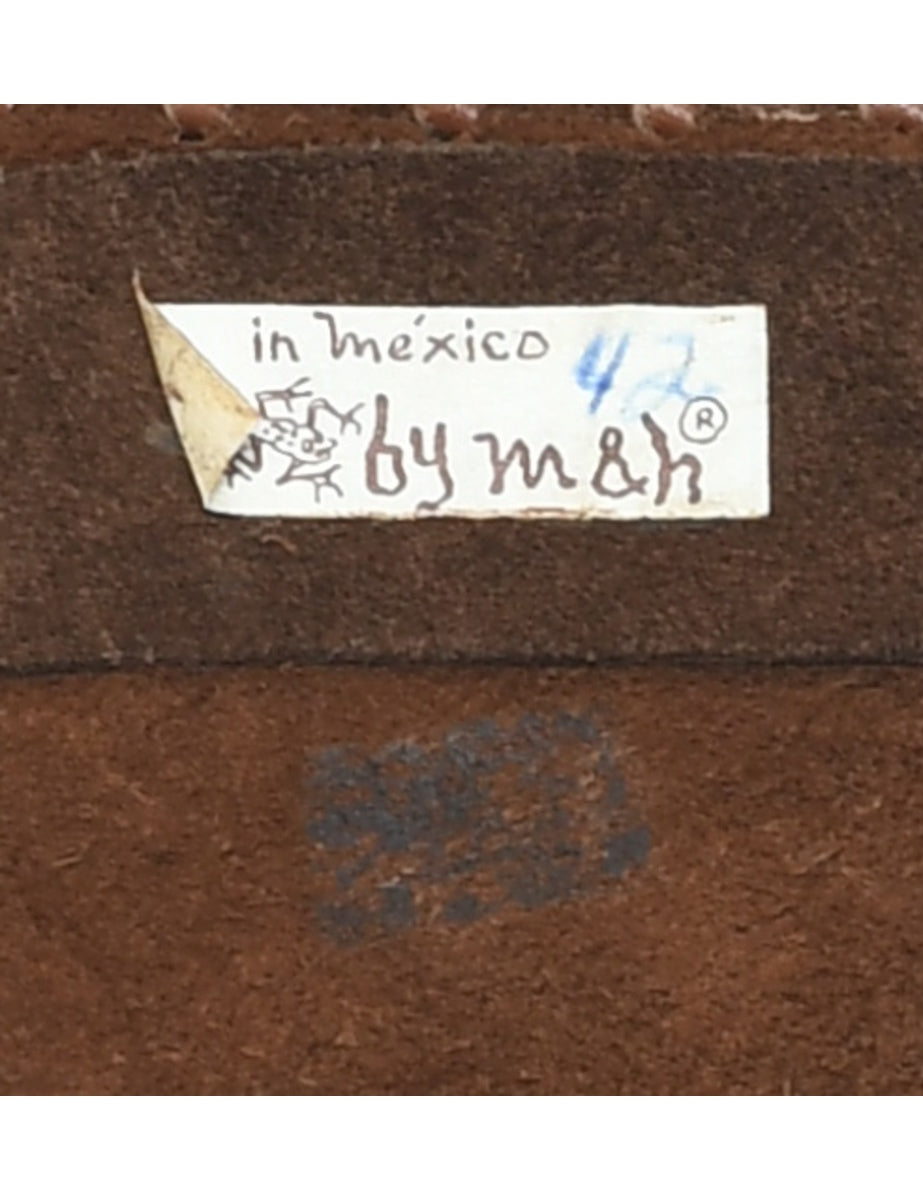 in méxico 42
by m&h ®